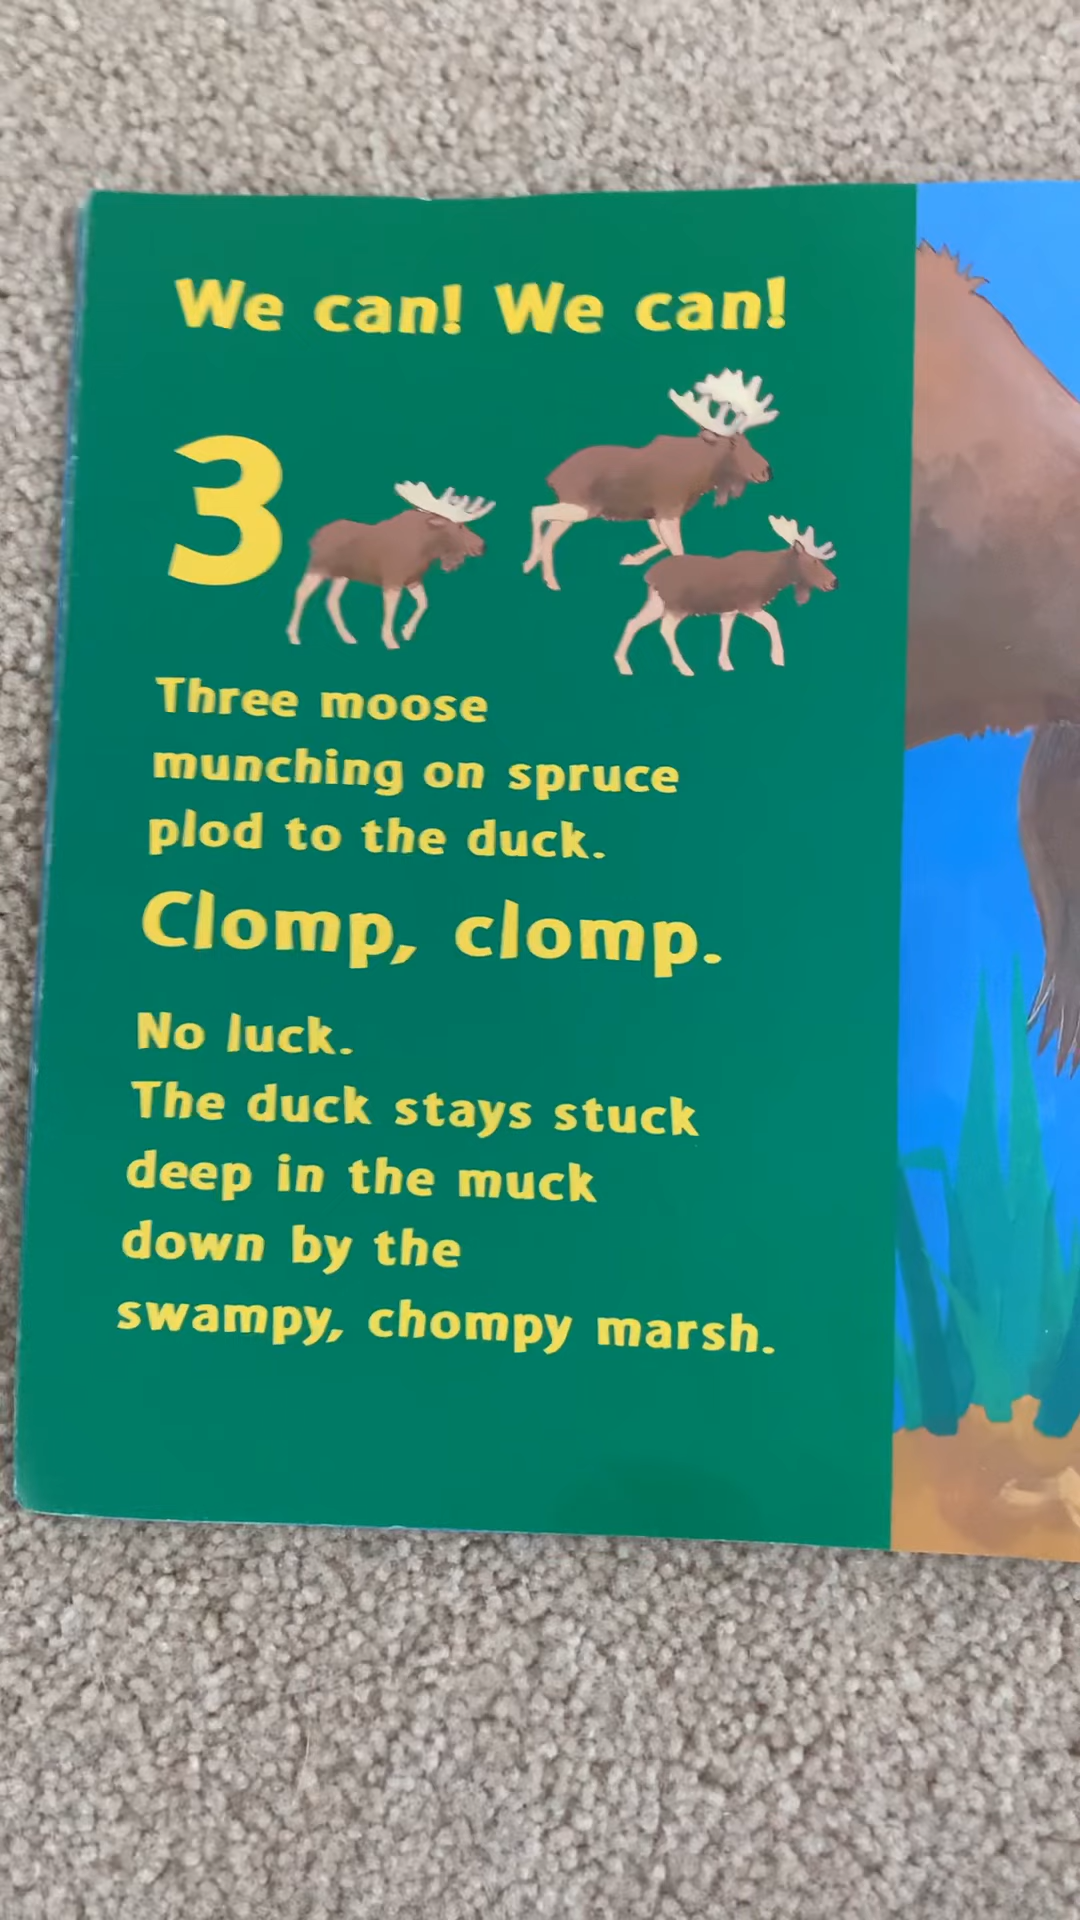 We can! We can!
3
Three moose
munching on spruce
plod to the duck.
Clomp, clomp.
No luck.
The duck stays stuck
deep in the muck
down by the
swampy, chompy marsh.